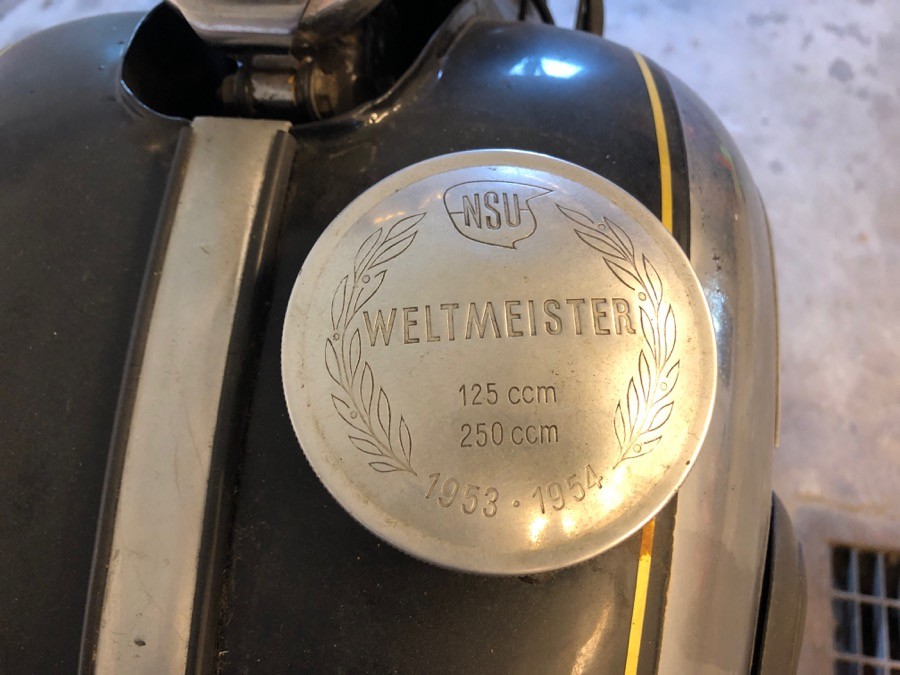 NSU
WELTMEISTER
125 ccm
250 ccm
1953 · 1954